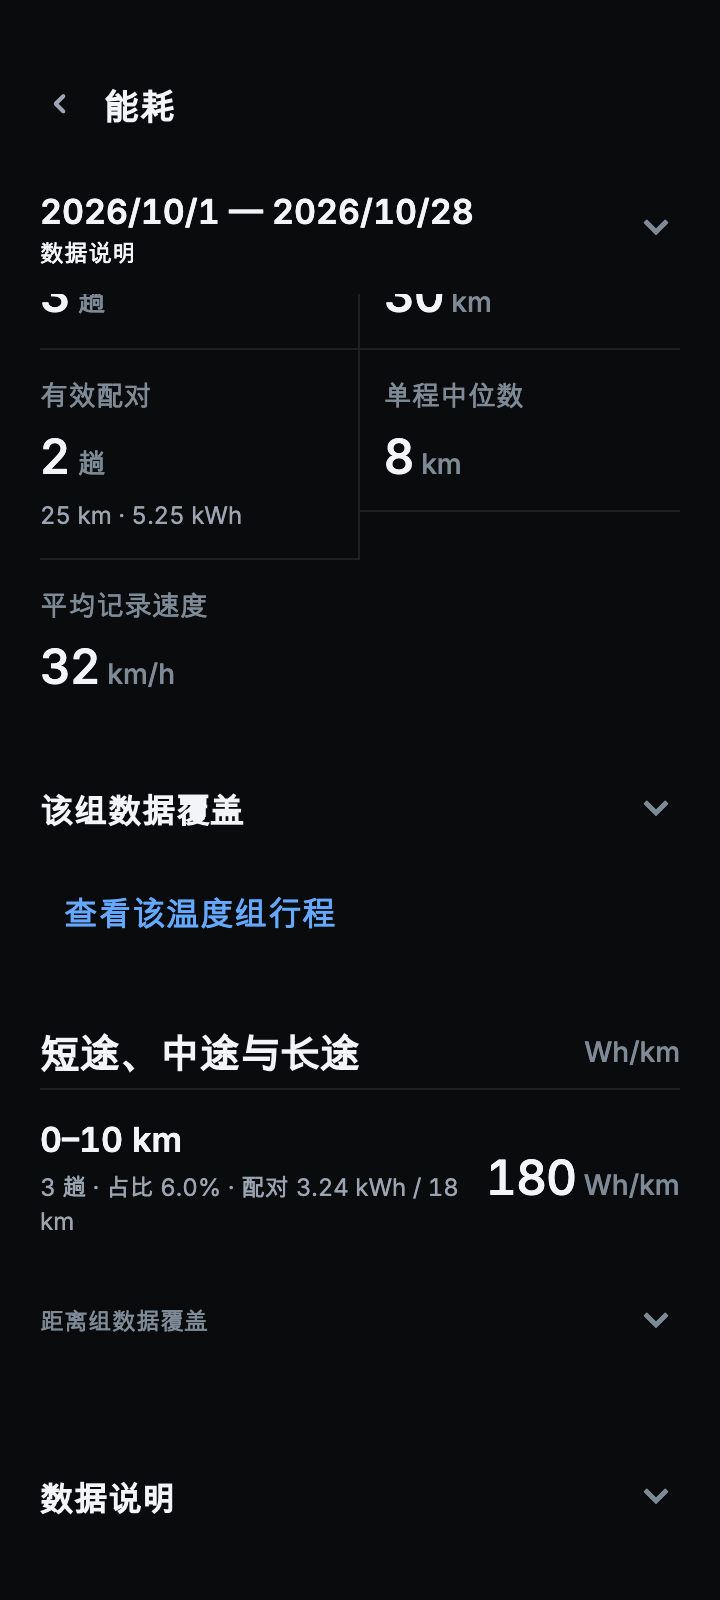 能耗
2026/10/1 — 2026/10/28
数据说明
3 趟
30 km
有效配对
2 趟
25 km · 5.25 kWh
单程中位数
8 km
平均记录速度
32 km/h
该组数据覆盖
查看该温度组行程
短途、中途与长途
Wh/km
0–10 km
3 趟 · 占比 6.0% · 配对 3.24 kWh / 18
km
180 Wh/km
距离组数据覆盖
数据说明